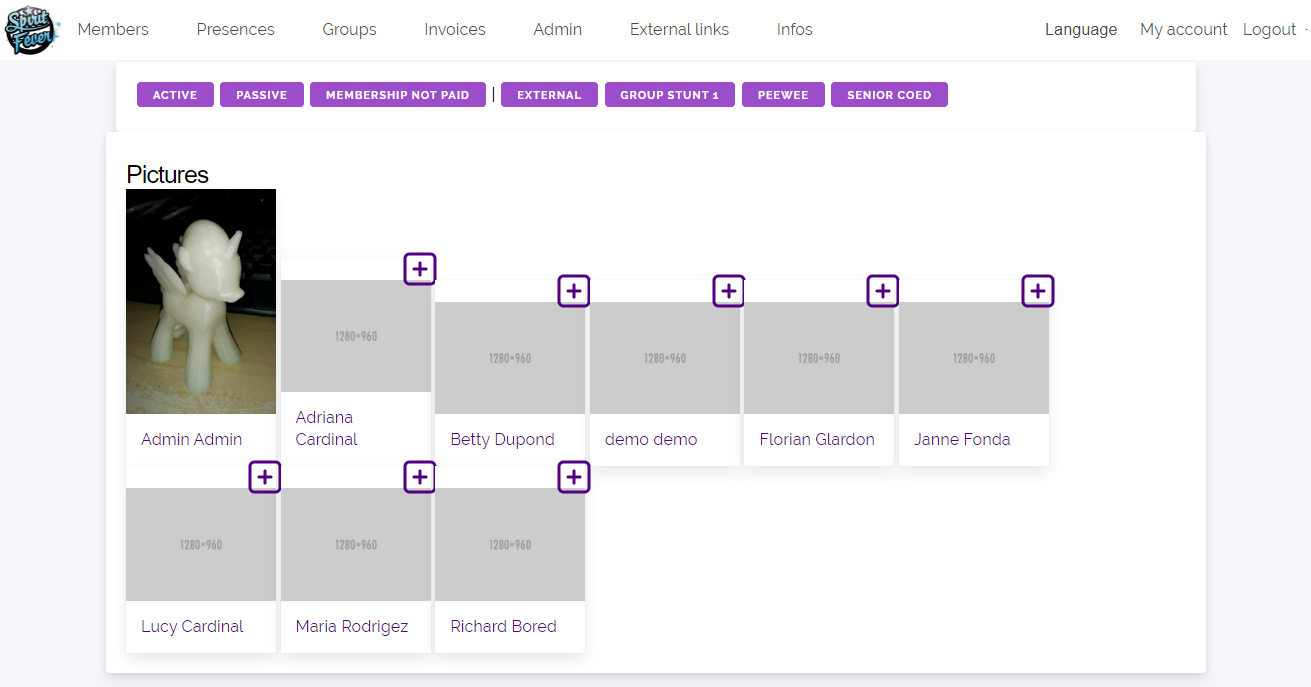 Spirit Fever
Members Presences Groups Invoices Admin External links Infos Language My account Logout
ACTIVE PASSIVE MEMBERSHIP NOT PAID | EXTERNAL GROUP STUNT 1 PEEWEE SENIOR COED
Pictures
1280×960
1280×960
1280×960
1280×960
1280×960
Admin Admin
Adriana
Cardinal
Betty Dupond
demo demo
Florian Glardon
Janne Fonda
1280×960
1280×960
1280×960
Lucy Cardinal
Maria Rodrigez
Richard Bored